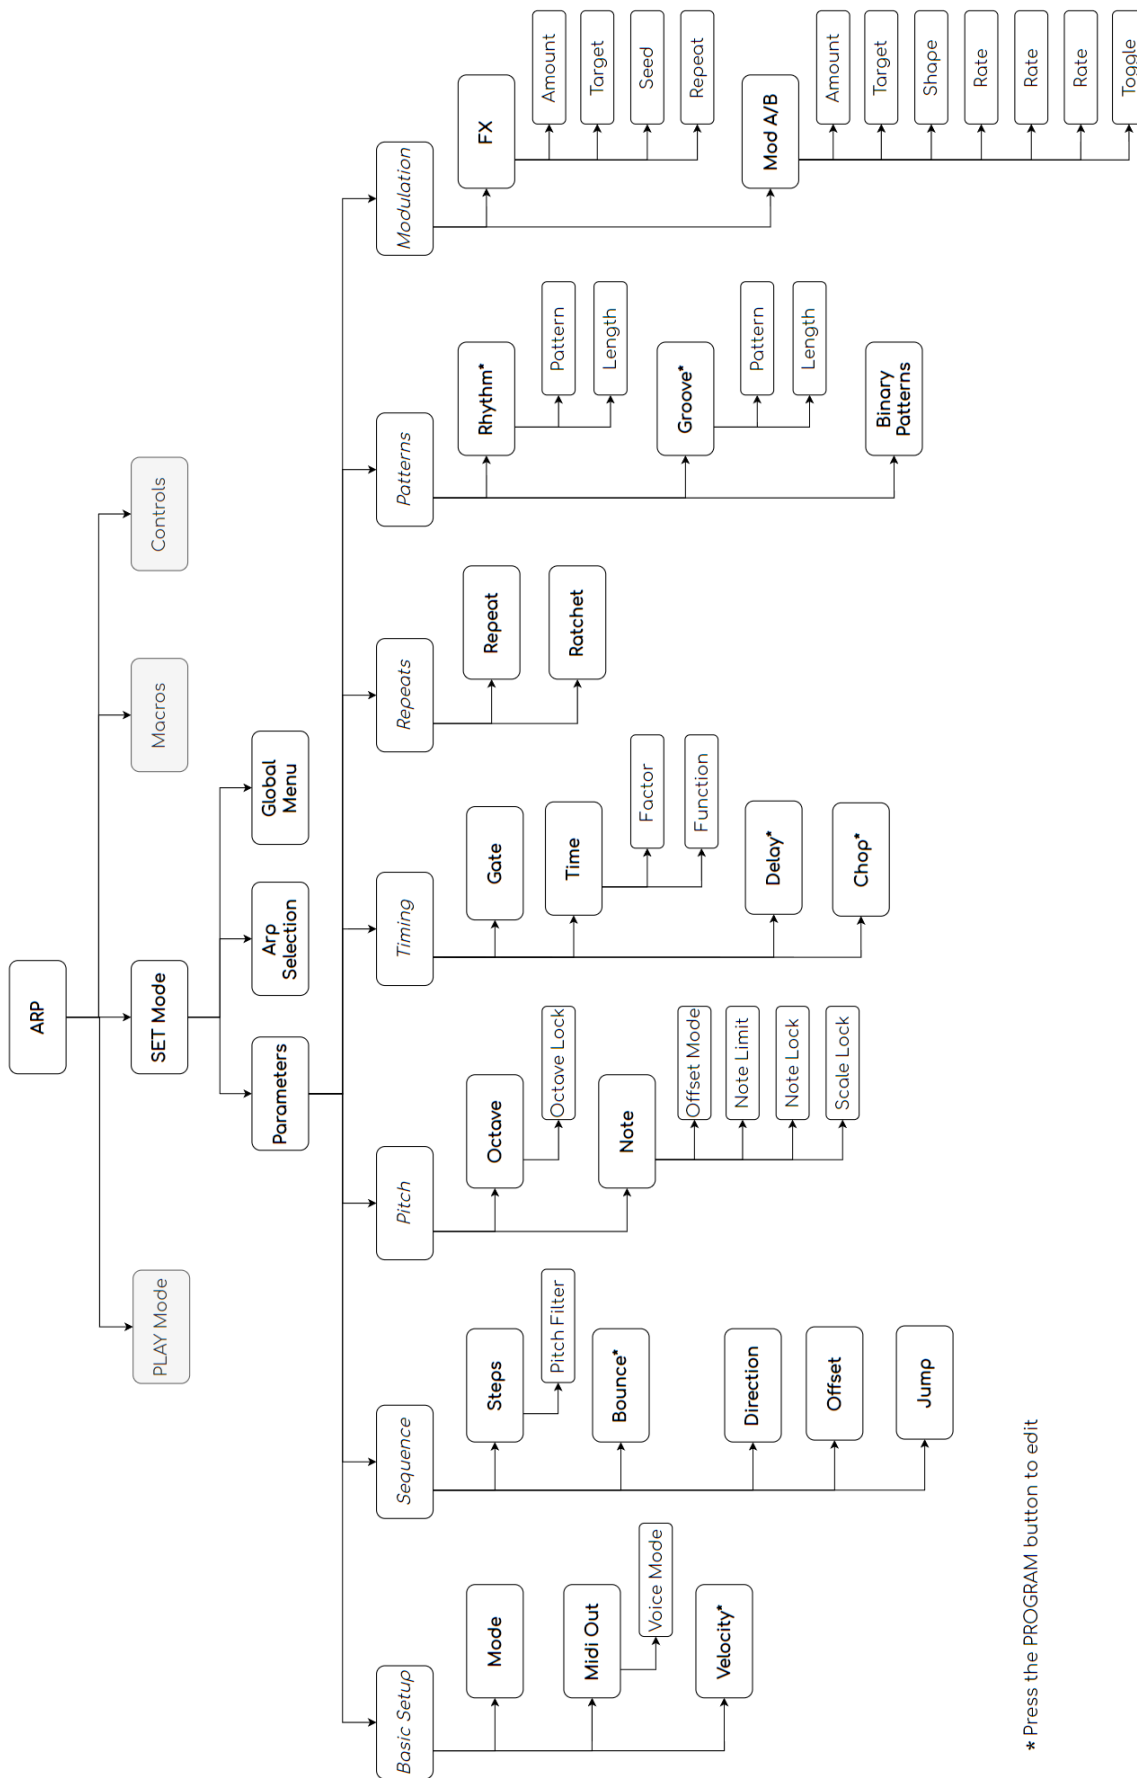 ARP
PLAY Mode
SET Mode
Macros
Controls
Parameters
Arp
Selection
Global
Menu
Basic Setup
Mode
Midi Out
Voice Mode
Velocity*
Sequence
Steps
Pitch Filter
Bounce*
Direction
Offset
Jump
Pitch
Octave
Octave Lock
Note
Offset Mode
Note Limit
Note Lock
Scale Lock
Timing
Gate
Time
Factor
Function
Delay*
Chop*
Repeats
Repeat
Ratchet
Patterns
Rhythm*
Pattern
Length
Groove*
Pattern
Length
Binary
Patterns
Modulation
FX
Amount
Target
Seed
Repeat
Mod A/B
Amount
Target
Shape
Rate
Rate
Rate
Toggle
* Press the PROGRAM button to edit